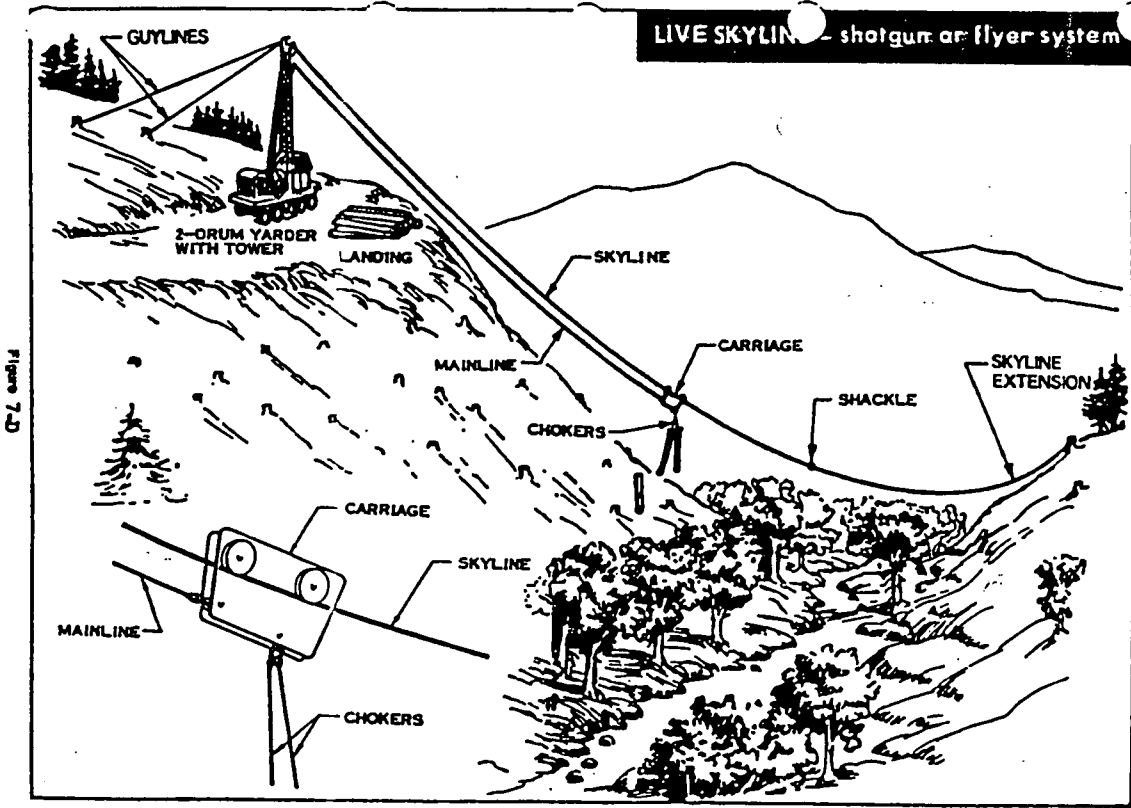 LIVE SKYLINE - shotgun or flyer system
GUYLINES
2-DRUM YARDER
WITH TOWER
LANDING
SKYLINE
MAINLINE
CARRIAGE
SKYLINE
EXTENSION
SHACKLE
CHOKERS
CARRIAGE
SKYLINE
MAINLINE
CHOKERS
Figure 7-D